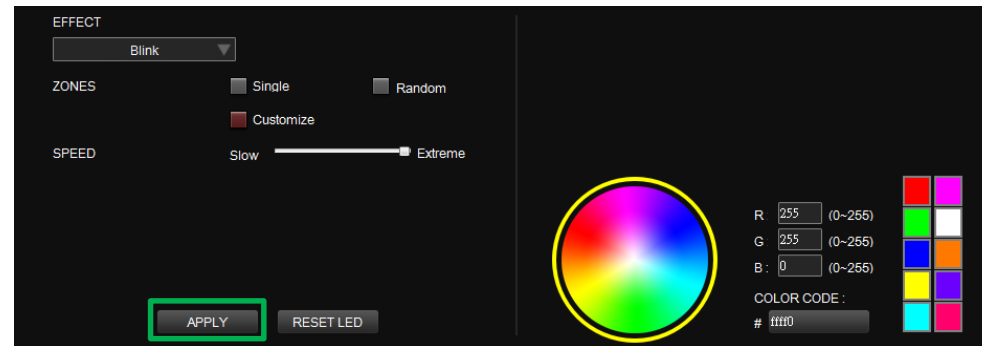 EFFECT
Blink
ZONES Single Random
Customize
SPEED Slow Extreme
R 255 (0~255)
G 255 (0~255)
B : 0 (0~255)
COLOR CODE :
# ffff0
APPLY RESET LED